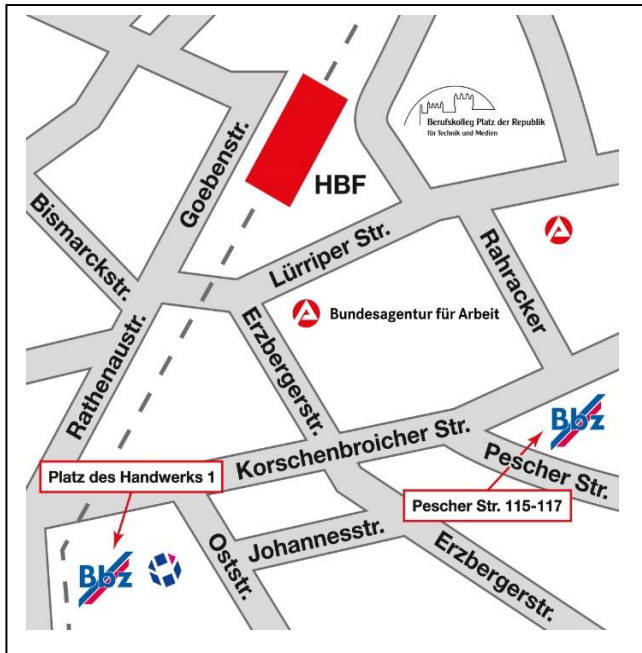 Berufskolleg Platz der Republik
für Technik und Medien
Goebenstr.
HBF
Bismarckstr.
Lürriper Str.
Rahracker
Bundesagentur für Arbeit
Rathenaustr.
Erzbergerstr.
Bbz
Korschenbroicher Str.
Pescher Str.
Platz des Handwerks 1
Pescher Str. 115-117
Johannesstr.
Oststr.
Erzbergerstr.
Bbz